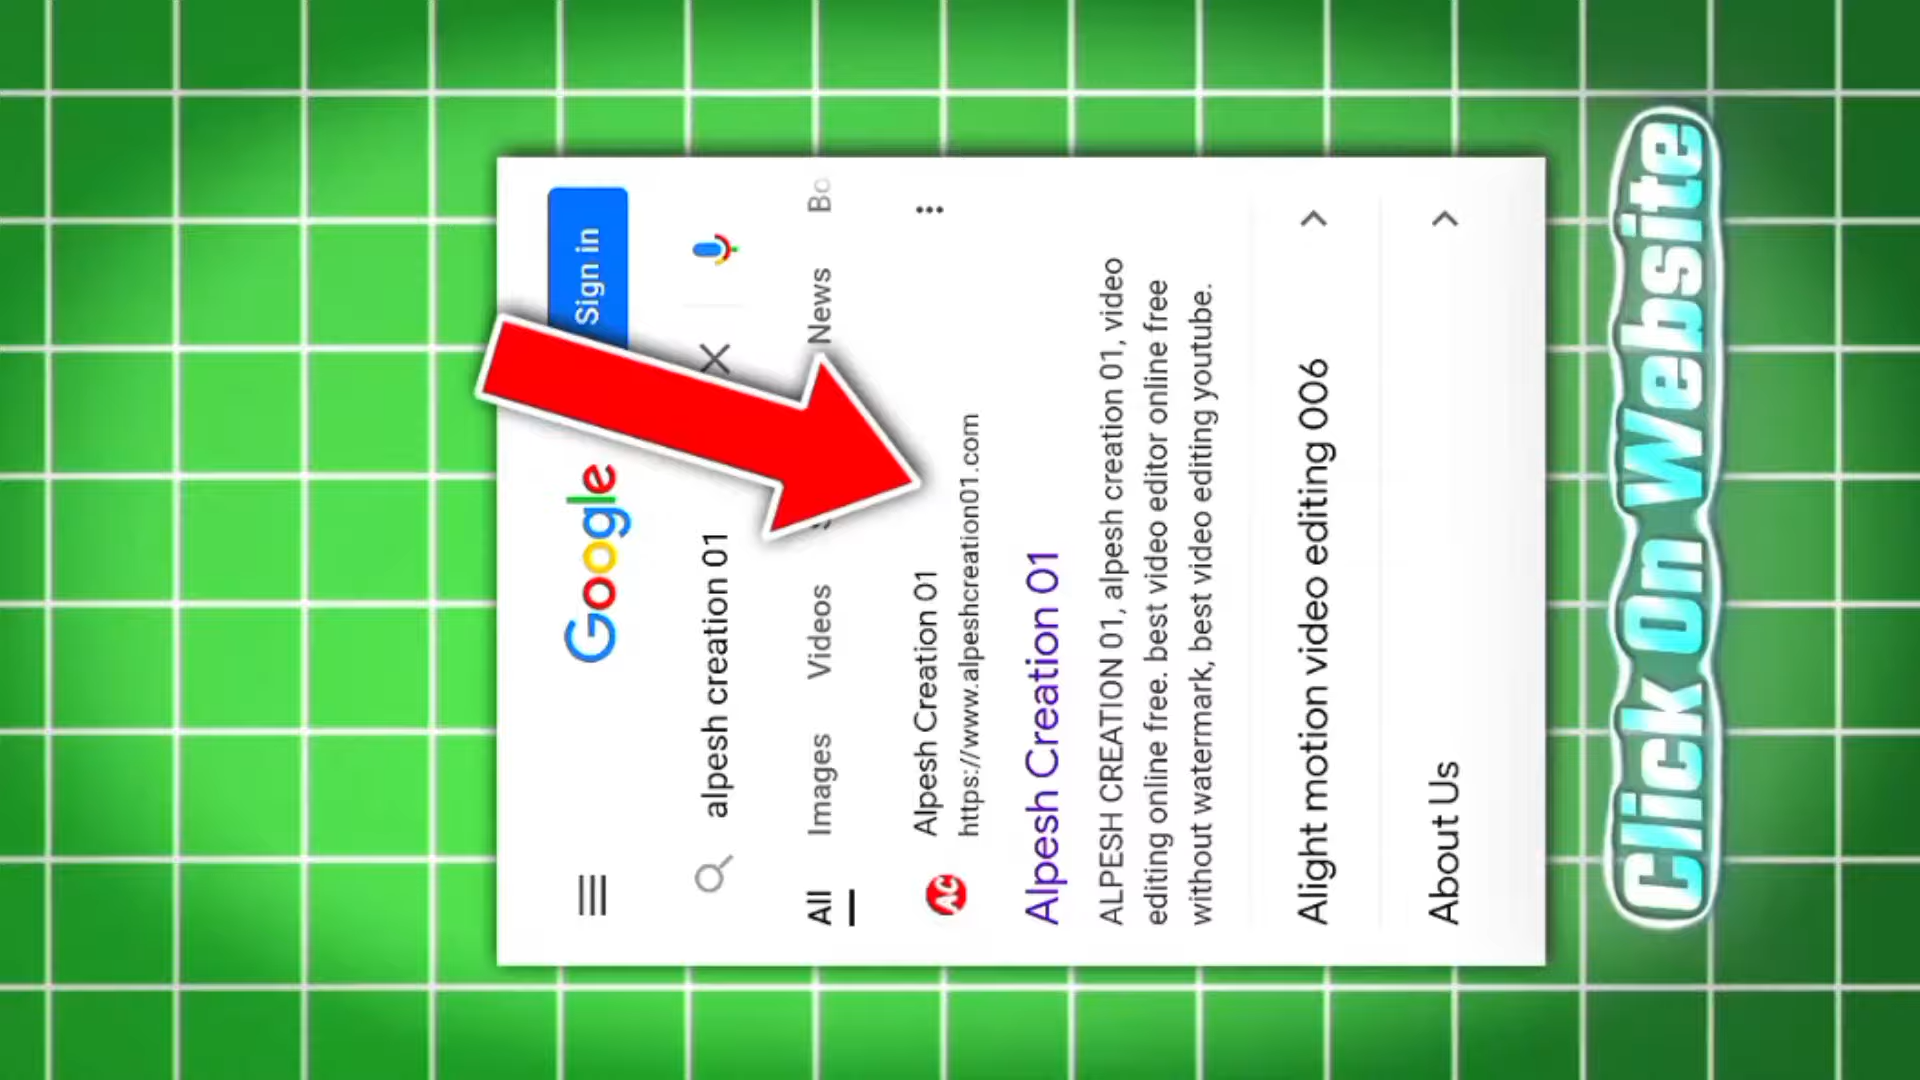 Google
Sign in
alpesh creation 01
All Images Videos News Bo
Alpesh Creation 01
https://www.alpeshcreation01.com
AC
Alpesh Creation 01
ALPESH CREATION 01, alpesh creation 01, video
editing online free. best video editor online free
without watermark, best video editing youtube.
Alight motion video editing 006
About Us
Click On Website